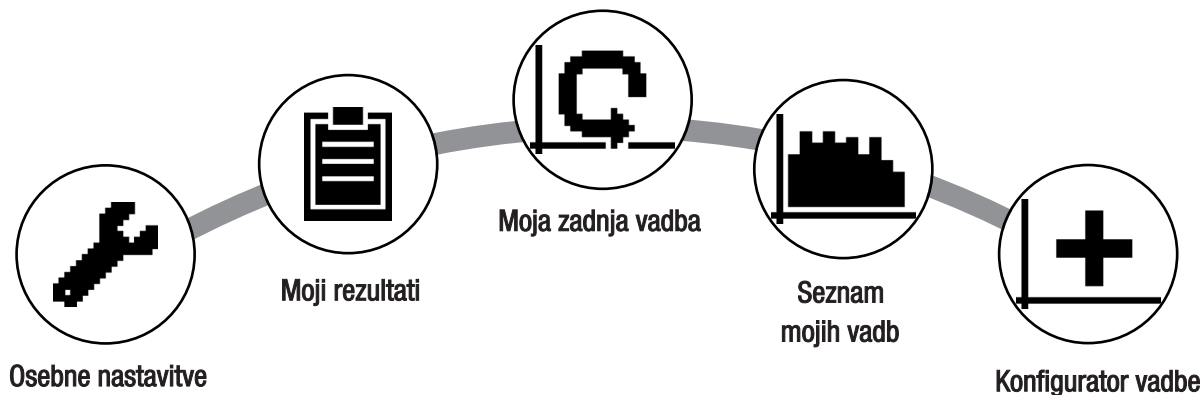 Osebne nastavitve
Moji rezultati
Moja zadnja vadba
Seznam
mojih vadb
Konfigurator vadbe